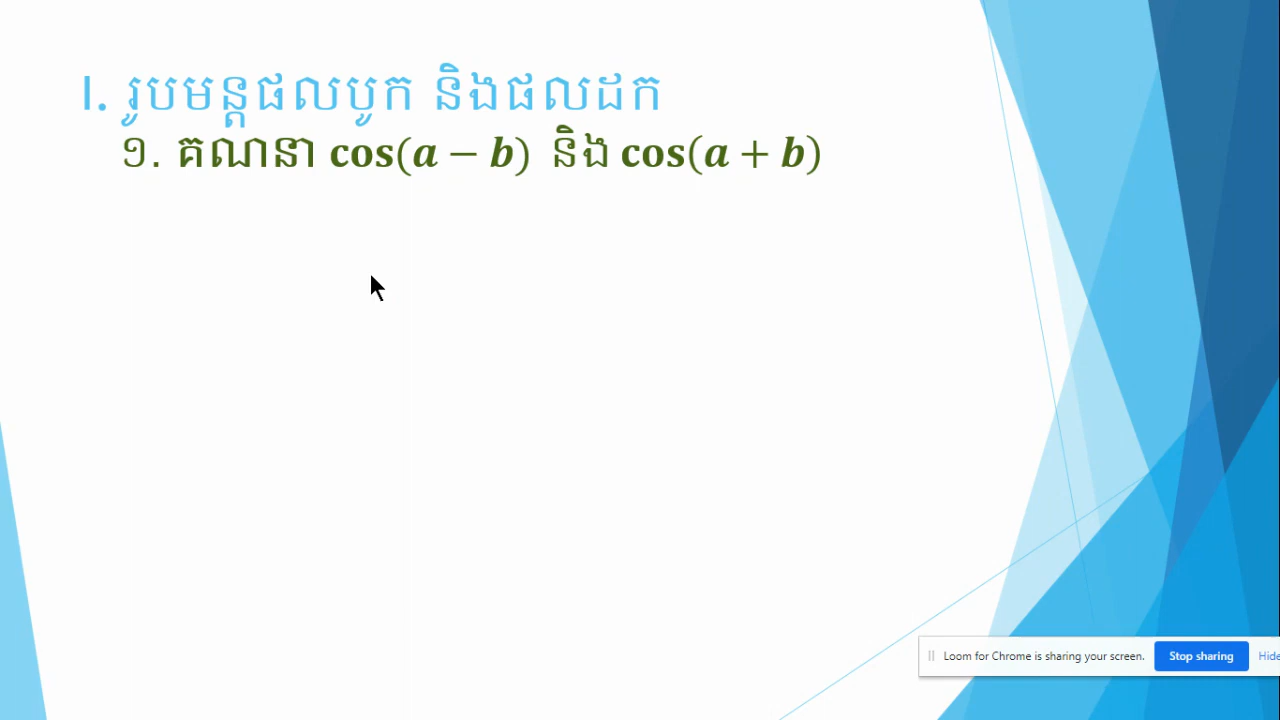 I. រូបមន្តផលបូក និងផលដក
១. គណនា cos(a − b) និង cos(a + b)
Loom for Chrome is sharing your screen. Stop sharing Hide